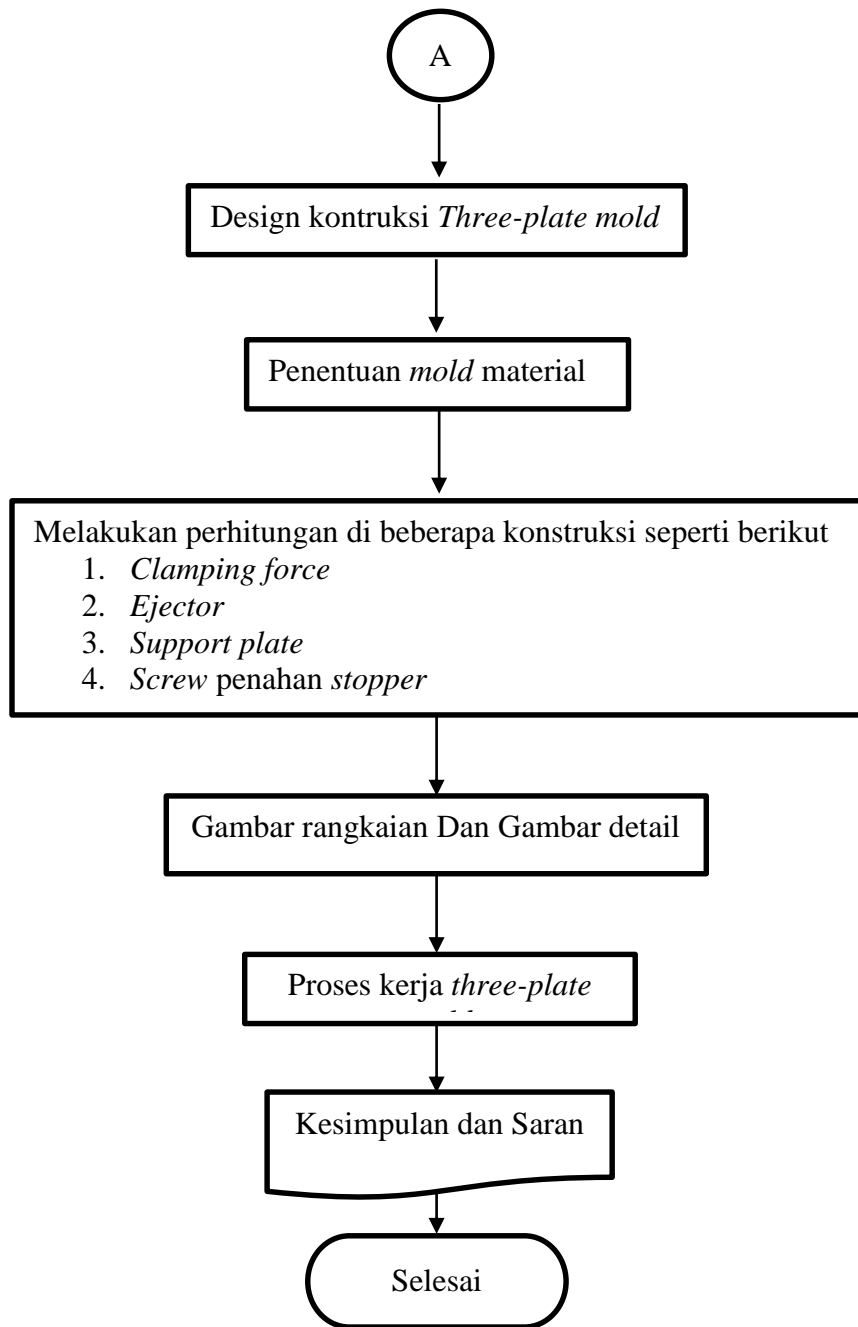 A
Design kontruksi Three-plate mold
Penentuan mold material
Melakukan perhitungan di beberapa konstruksi seperti berikut
1. Clamping force
2. Ejector
3. Support plate
4. Screw penahan stopper
Gambar rangkaian Dan Gambar detail
Proses kerja three-plate
Kesimpulan dan Saran
Selesai